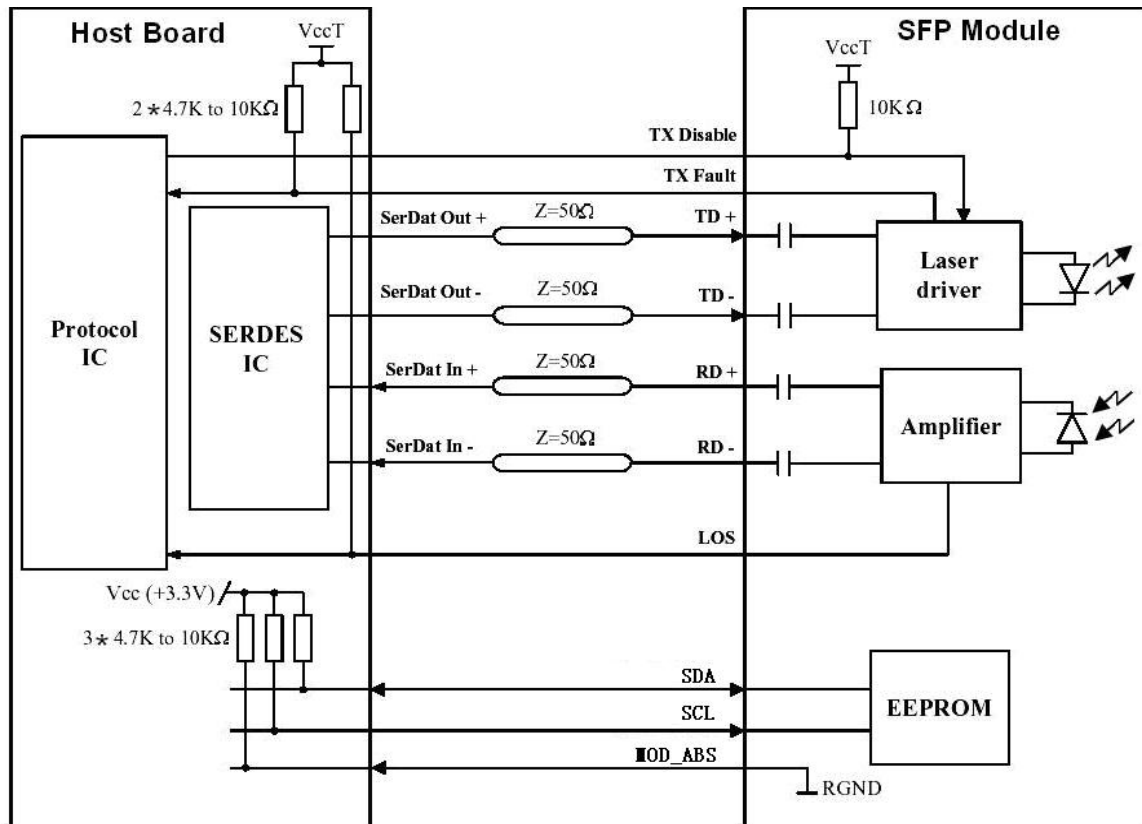 Host Board
SFP Module
VccT
VccT
2*4.7K to 10KΩ
10KΩ
TX Disable
TX Fault
Protocol
IC
SERDES
IC
SerDat Out +
Z=50Ω
TD +
SerDat Out -
Z=50Ω
TD -
SerDat In +
Z=50Ω
RD +
SerDat In -
Z=50Ω
RD -
Laser
driver
Amplifier
LOS
Vcc (+3.3V)
3* 4.7K to 10KΩ
SDA
SCL
MOD_ABS
EEPROM
RGND